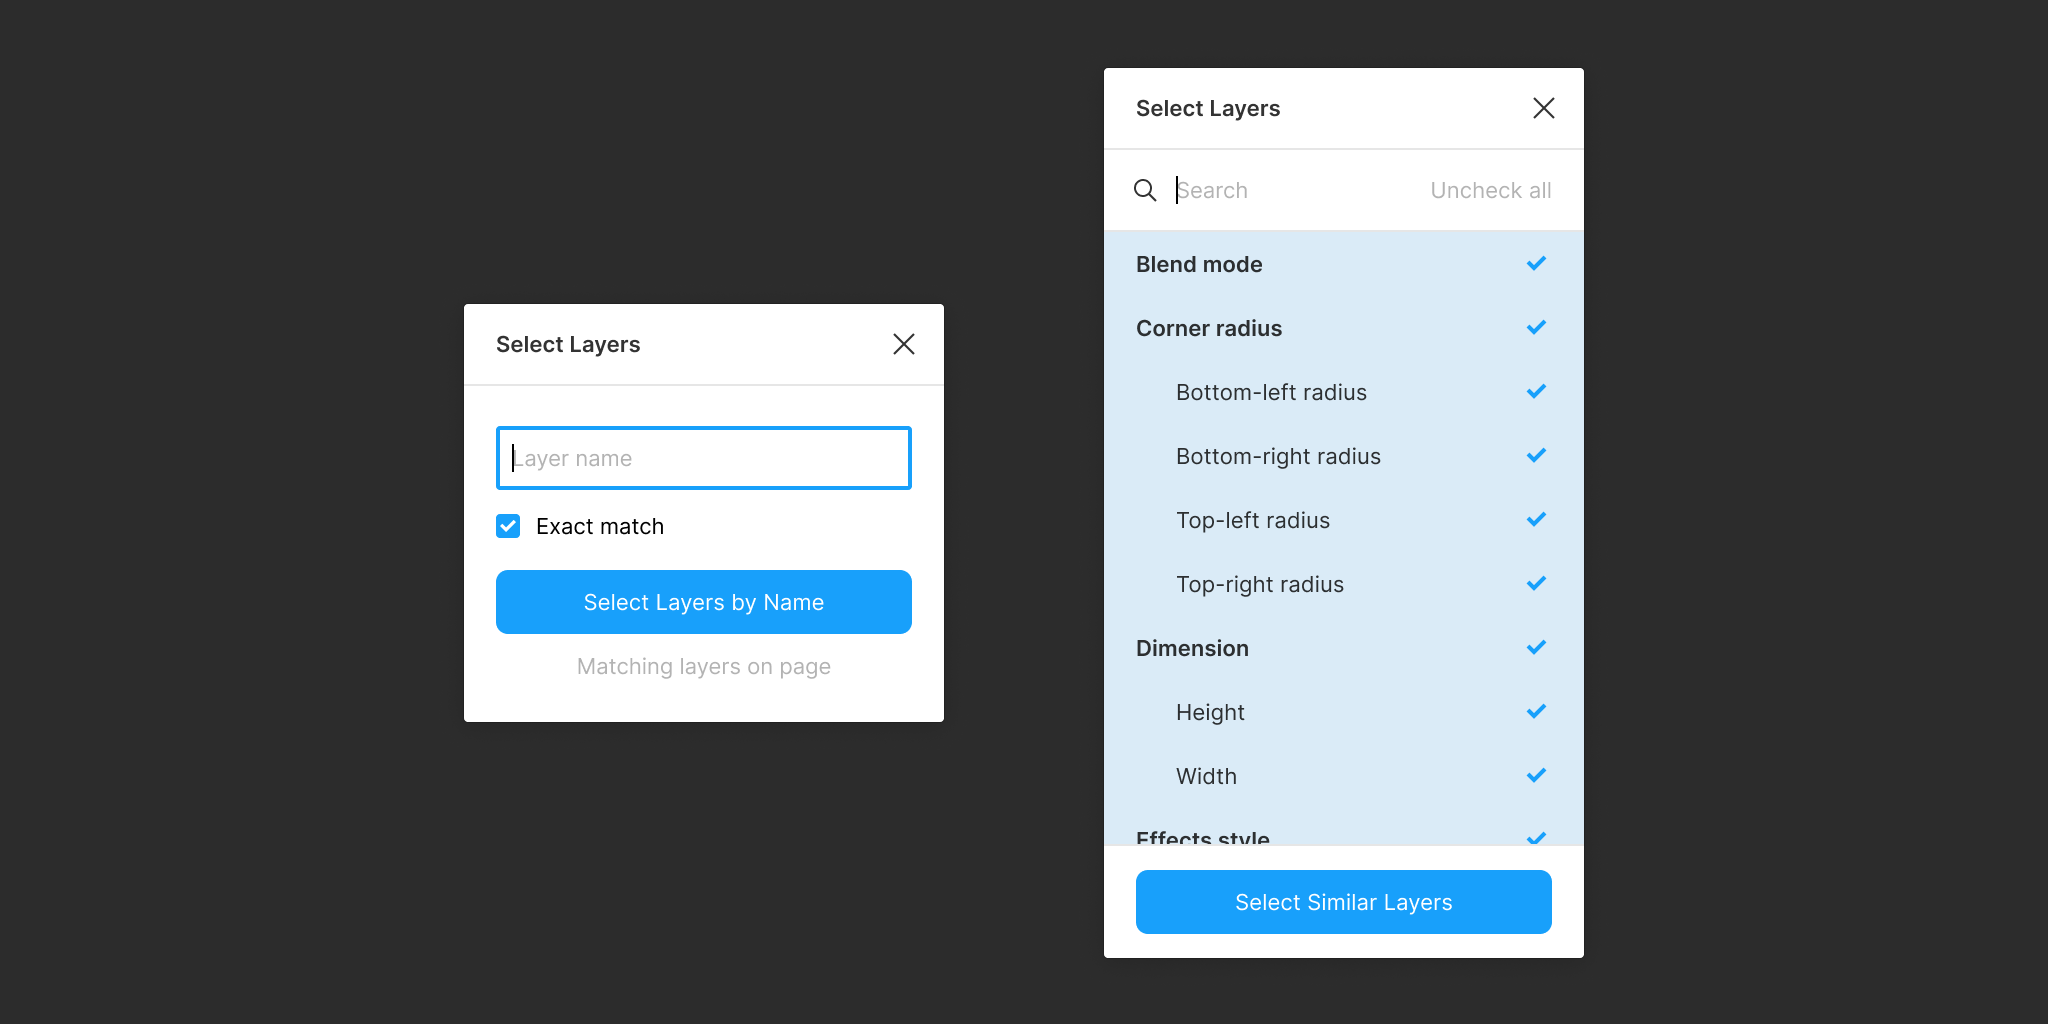 Select Layers
Layer name
Exact match
Select Layers by Name
Matching layers on page
Select Layers
Search
Uncheck all
Blend mode
Corner radius
Bottom-left radius
Bottom-right radius
Top-left radius
Top-right radius
Dimension
Height
Width
Effects style
Select Similar Layers